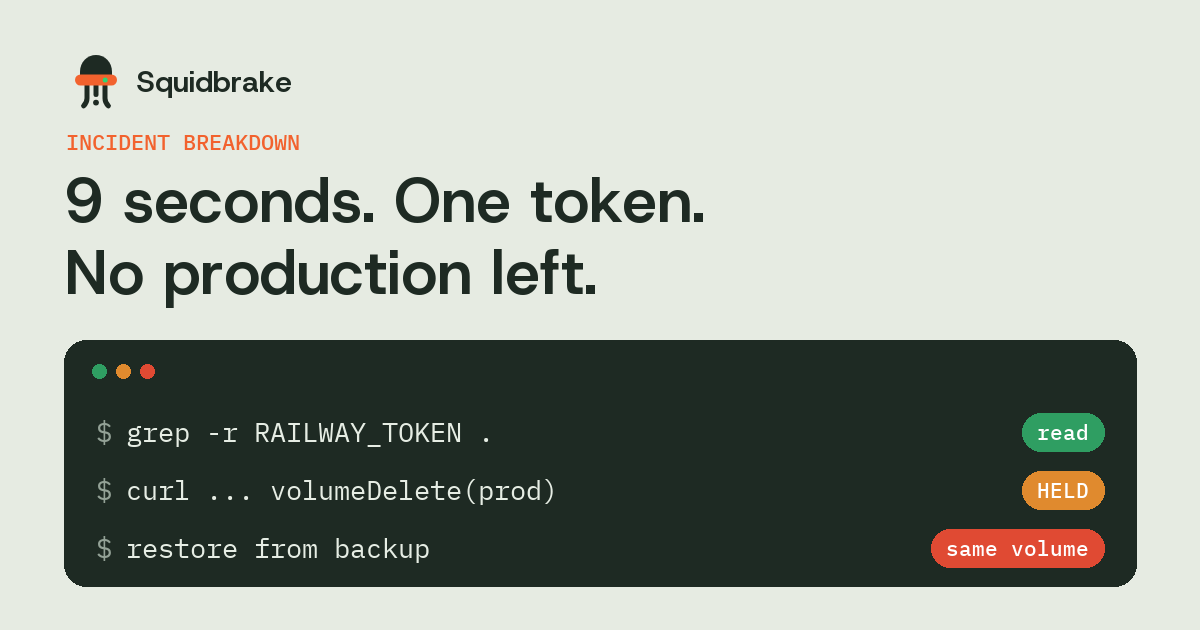 Squidbrake
INCIDENT BREAKDOWN
9 seconds. One token.
No production left.
$ grep -r RAILWAY_TOKEN . read
$ curl ... volumeDelete(prod) HELD
$ restore from backup same volume